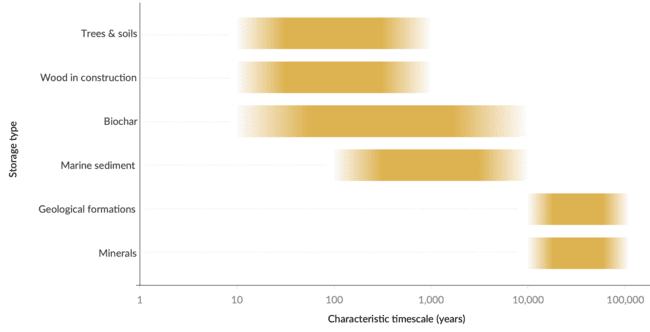 Storage type
Trees & soils
Wood in construction
Biochar
Marine sediment
Geological formations
Minerals
1
10
100
1,000
10,000
100,000
Characteristic timescale (years)